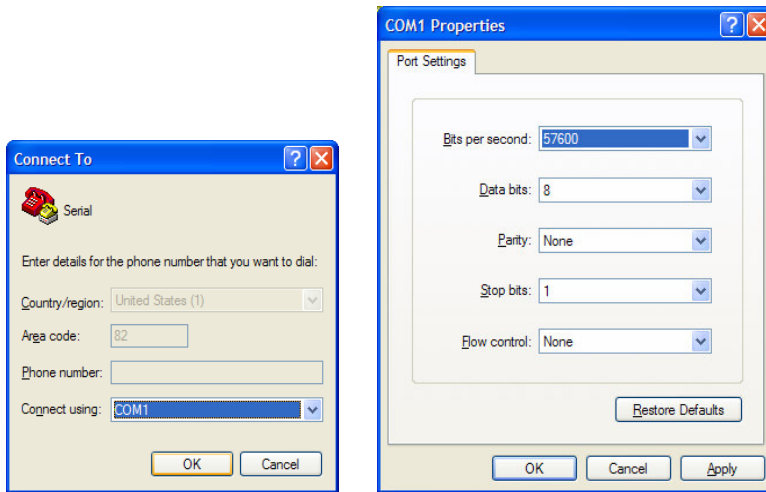 Connect To
Serial
Enter details for the phone number that you want to dial:
Country/region: United States (1)
Area code: 82
Phone number:
Connect using: COM1
OK Cancel
COM1 Properties
Port Settings
Bits per second: 57600
Data bits: 8
Parity: None
Stop bits: 1
Flow control: None
Restore Defaults
OK Cancel Apply